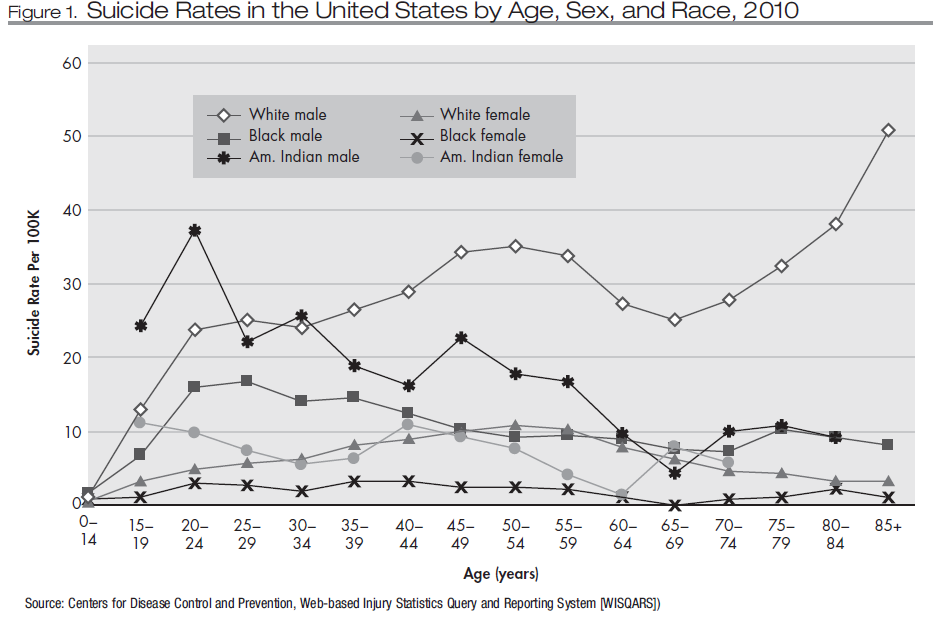 Figure 1. Suicide Rates in the United States by Age, Sex, and Race, 2010
60
50
40
30
20
10
0
Suicide Rate Per 100K
White male
White female
Black male
Black female
Am. Indian male
Am. Indian female
0– 15– 20– 25– 30– 35– 40– 45– 50– 55– 60– 65– 70– 75– 80– 85+
14 19 24 29 34 39 44 49 54 59 64 69 74 79 84
Age (years)
Source: Centers for Disease Control and Prevention, Web-based Injury Statistics Query and Reporting System [WISQARS])